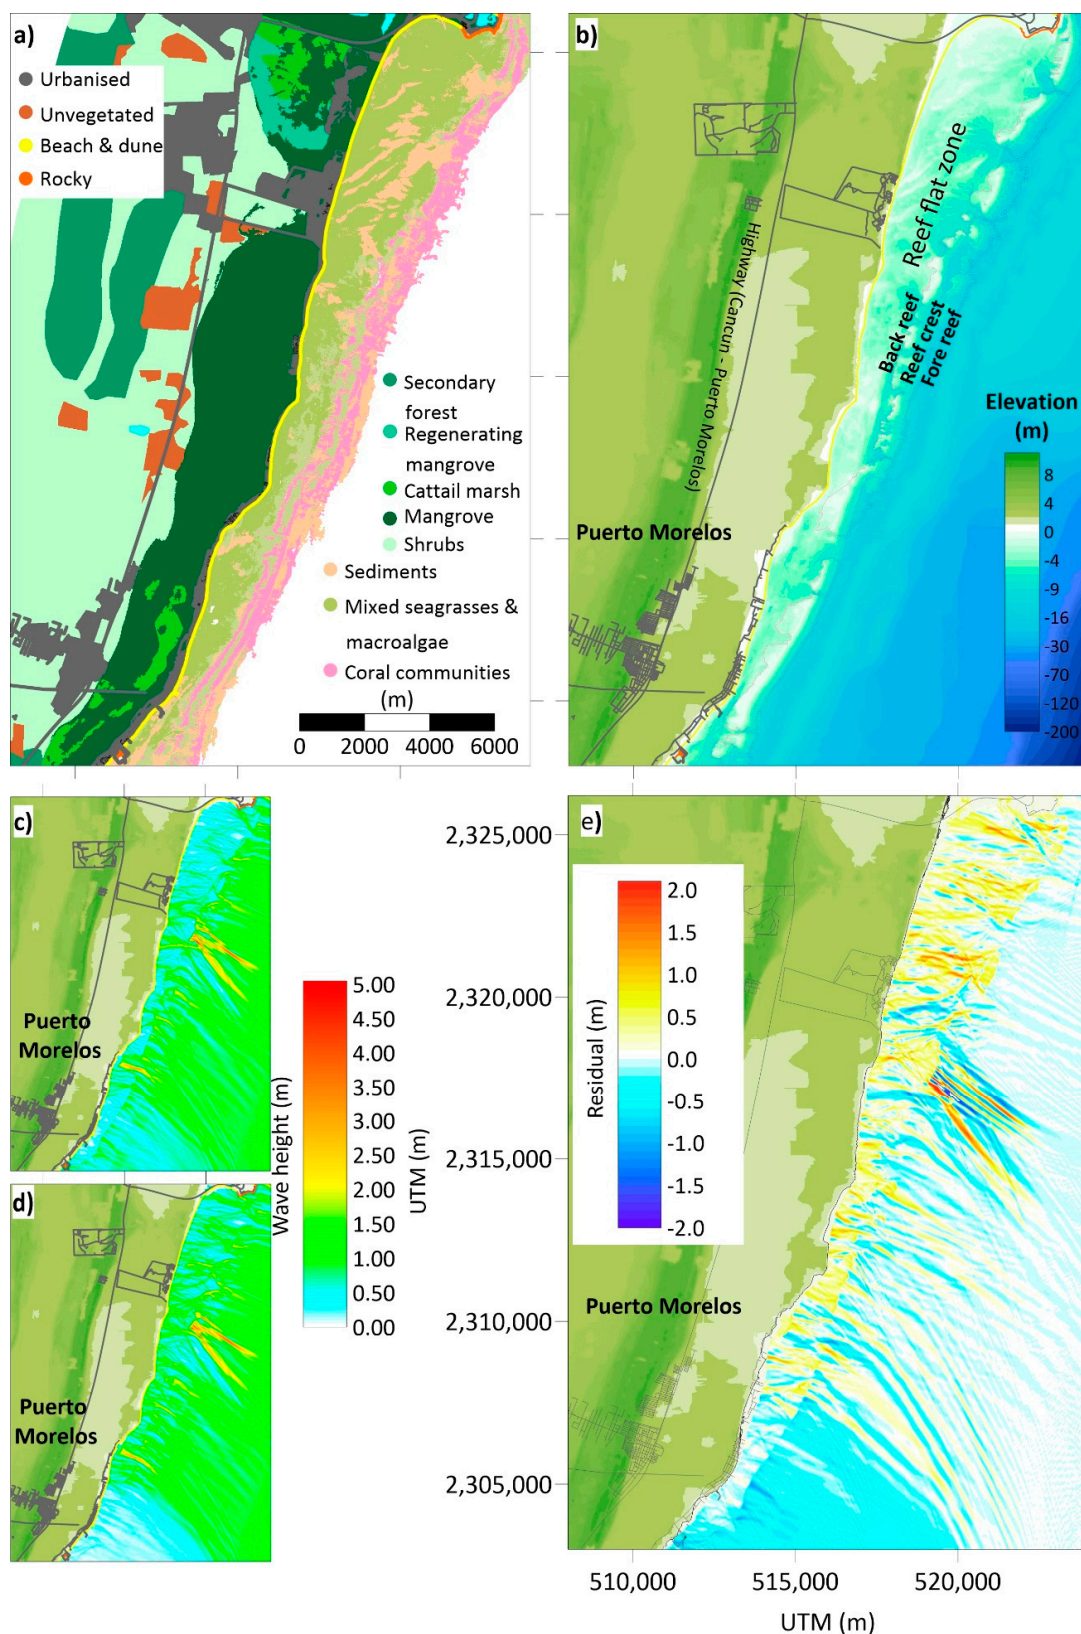 a)
Urbanised
Unvegetated
Beach & dune
Rocky
Secondary
forest
Regenerating
mangrove
Cattail marsh
Mangrove
Shrubs
Sediments
Mixed seagrasses &
macroalgae
Coral communities
(m)
0 2000 4000 6000
b)
Reef flat zone
Highway (Cancun - Puerto Morelos)
Back reef
Reef crest
Fore reef
Puerto Morelos
Elevation
(m)
8
4
0
-4
-9
-16
-30
-70
-120
-200
c)
Puerto
Morelos
d)
Puerto
Morelos
Wave height (m)
5.00
4.50
4.00
3.50
3.00
2.50
2.00
1.50
1.00
0.50
0.00
UTM (m)
2,325,000
2,320,000
2,315,000
2,310,000
2,305,000
e)
Residual (m)
2.0
1.5
1.0
0.5
0.0
-0.5
-1.0
-1.5
-2.0
Puerto Morelos
510,000 515,000 520,000
UTM (m)